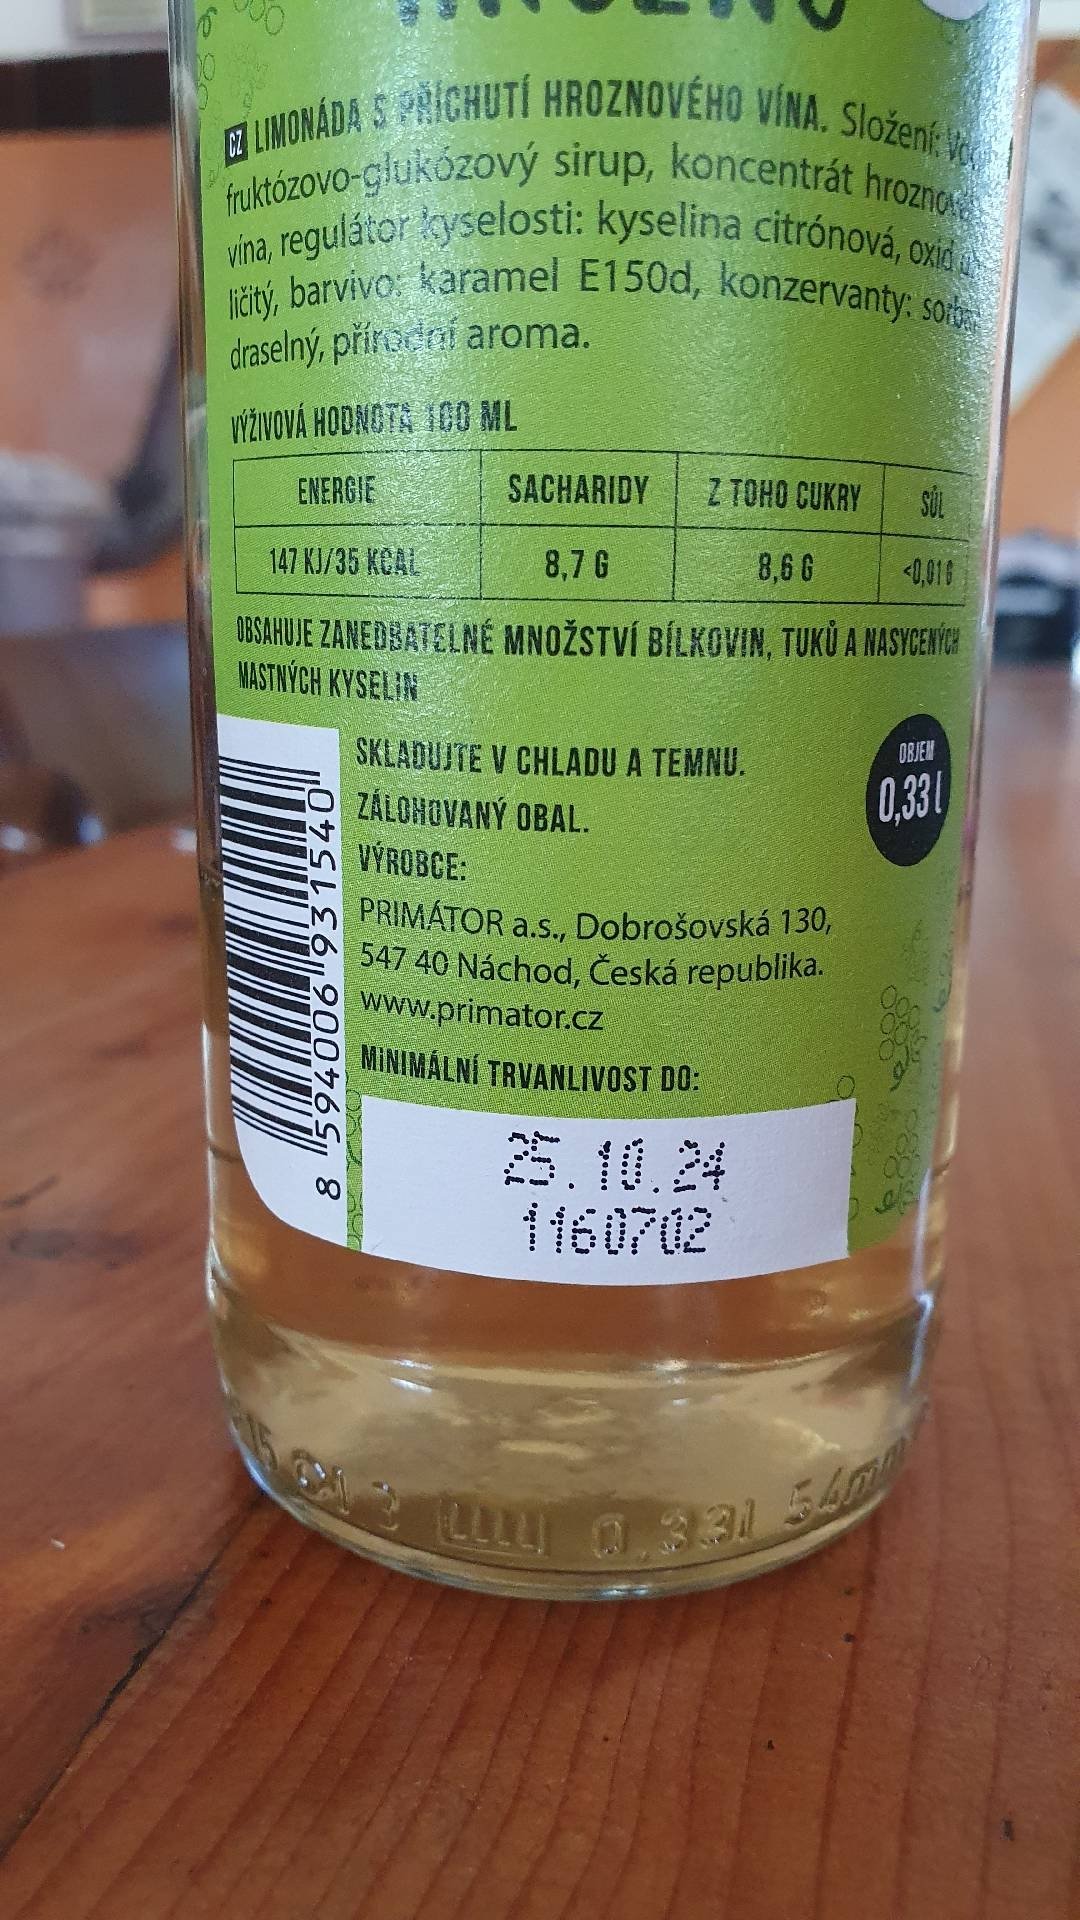 CZ LIMONÁDA S PŘÍCHUTÍ HROZNOVÉHO VÍNA. Složení:
fruktózovo-glukózový sirup, koncentrát
vína, regulátor kyselosti: kyselina citrónová, oxid
ličitý, barvivo: karamel E150d, konzervanty:
draselný, přírodní aroma.
VÝŽIVOVÁ HODNOTA 100 ML
ENERGIE SACHARIDY Z TOHO CUKRY SŮL
147 KJ/35 KCAL 8,7 G 8,6 G <0,01 G
OBSAHUJE ZANEDBATELNÉ MNOŽSTVÍ BÍLKOVIN, TUKŮ A NASYCENÝCH
MASTNÝCH KYSELIN
SKLADUJTE V CHLADU A TEMNU.
ZÁLOHOVANÝ OBAL.
OBJEM
0,33 l
VÝROBCE:
PRIMÁTOR a.s., Dobrošovská 130,
547 40 Náchod, Česká republika.
www.primator.cz
MINIMÁLNÍ TRVANLIVOST DO:
25.10.24
1160702
8 594006 931540
0,33l 54mm